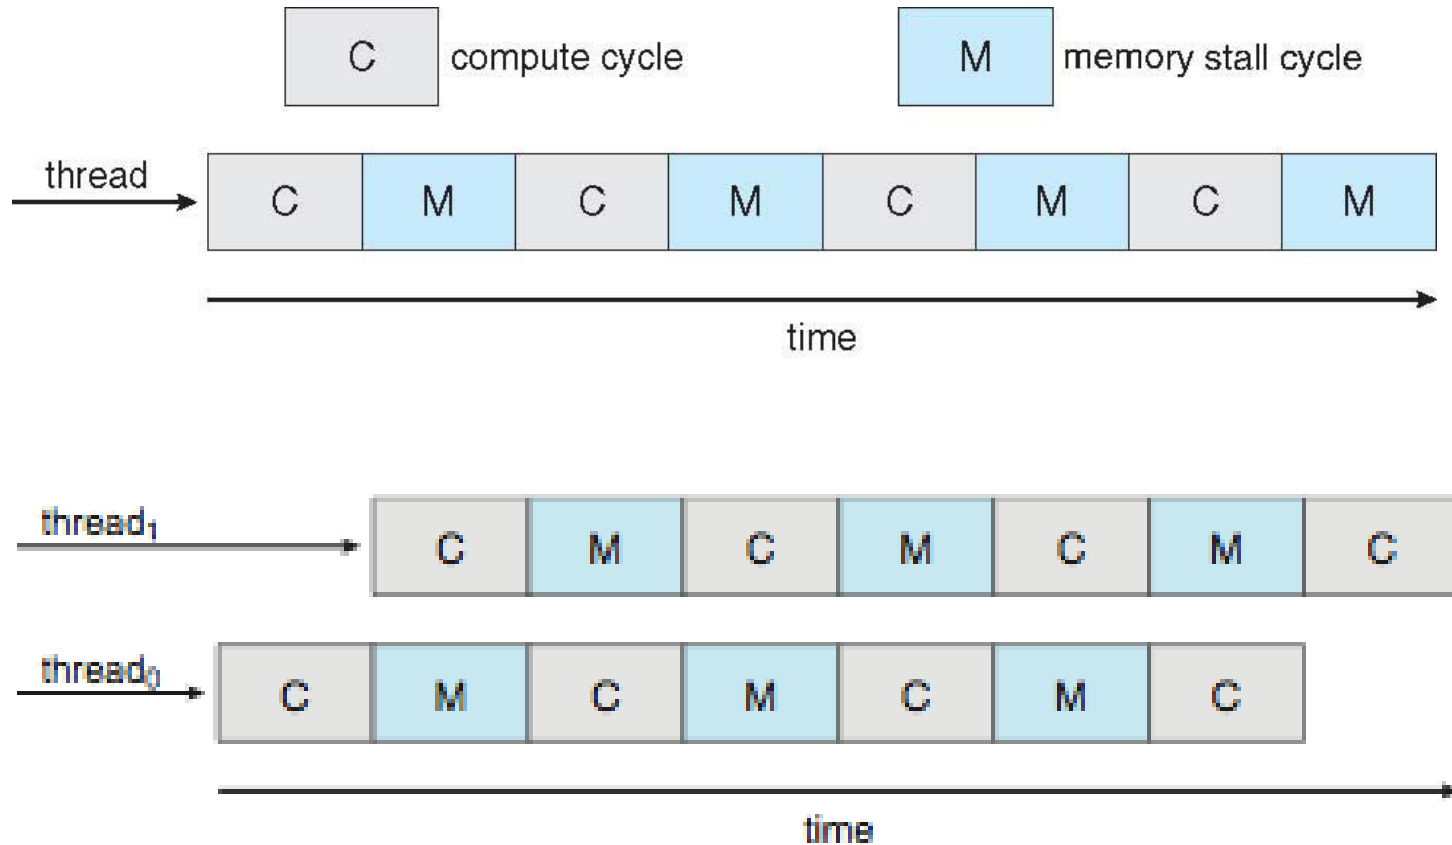 C compute cycle M memory stall cycle
thread
C M C M C M C M
time
thread₁
C M C M C M C
thread₀
C M C M C M C
time